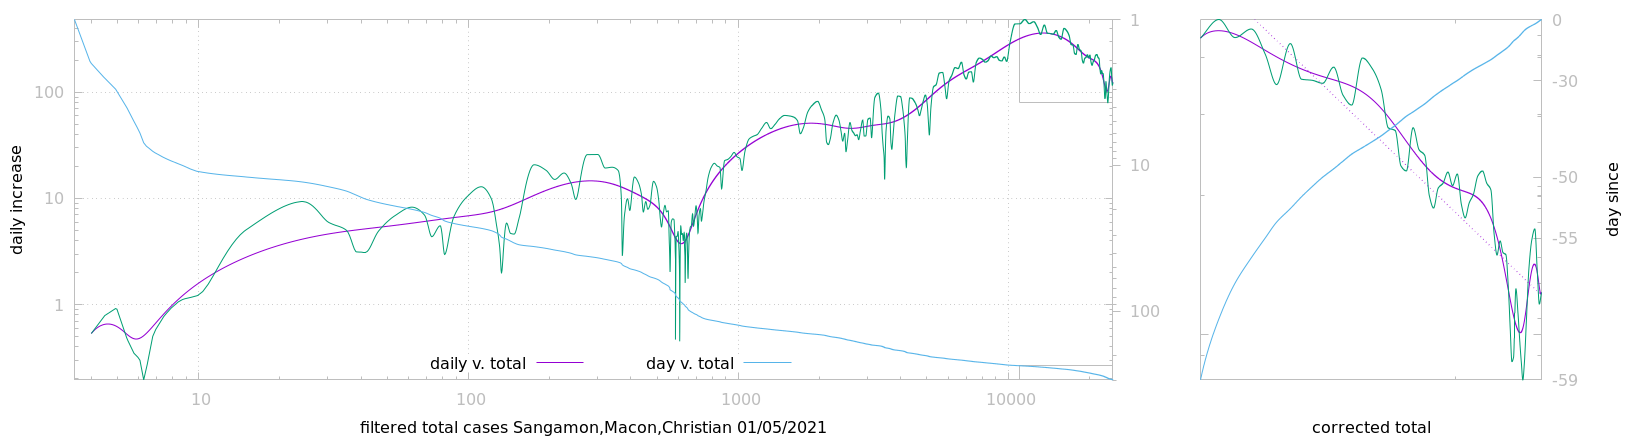 daily increase
100
10
1
10
100
1000
10000
1
10
100
daily v. total
day v. total
filtered total cases Sangamon,Macon,Christian 01/05/2021
0
-30
-50
-55
-59
day since
corrected total